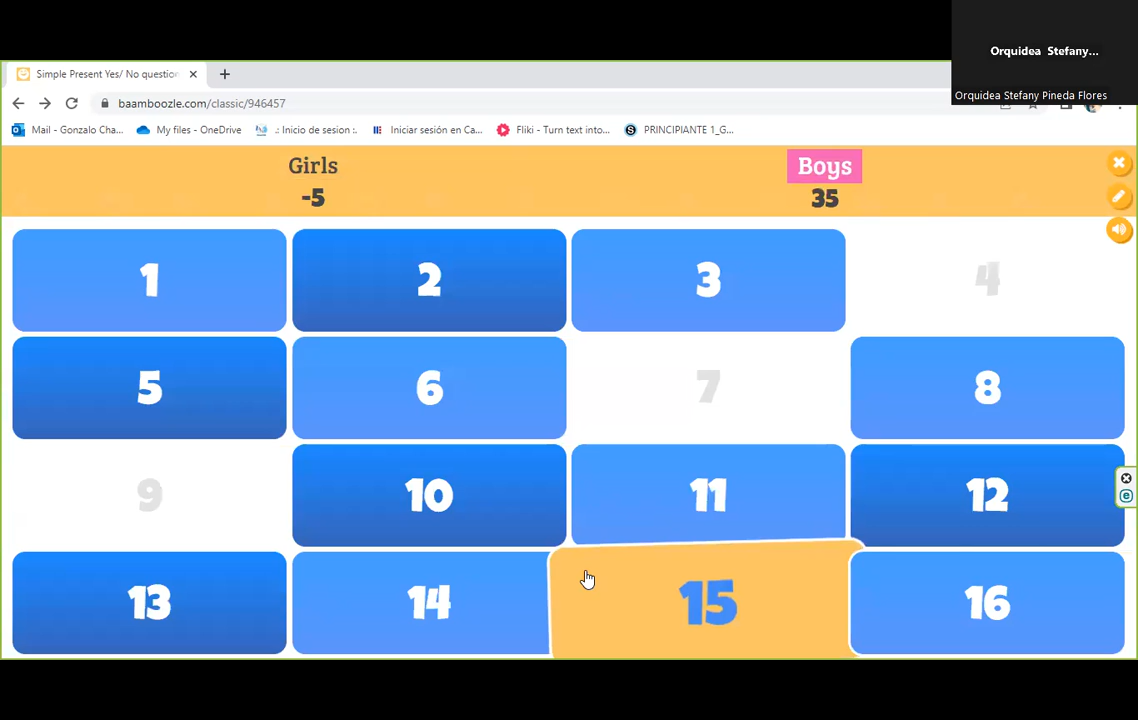 Orquidea Stefany...
Orquidea Stefany Pineda Flores
Simple Present Yes/ No question
baamboozle.com/classic/946457
Mail - Gonzalo Cha... My files - OneDrive .: Inicio de sesion :. Iniciar sesión en Ca... Fliki - Turn text into... PRINCIPIANTE 1_G...
Girls Boys
-5 35
1 2 3 4
5 6 7 8
9 10 11 12
13 14 15 16